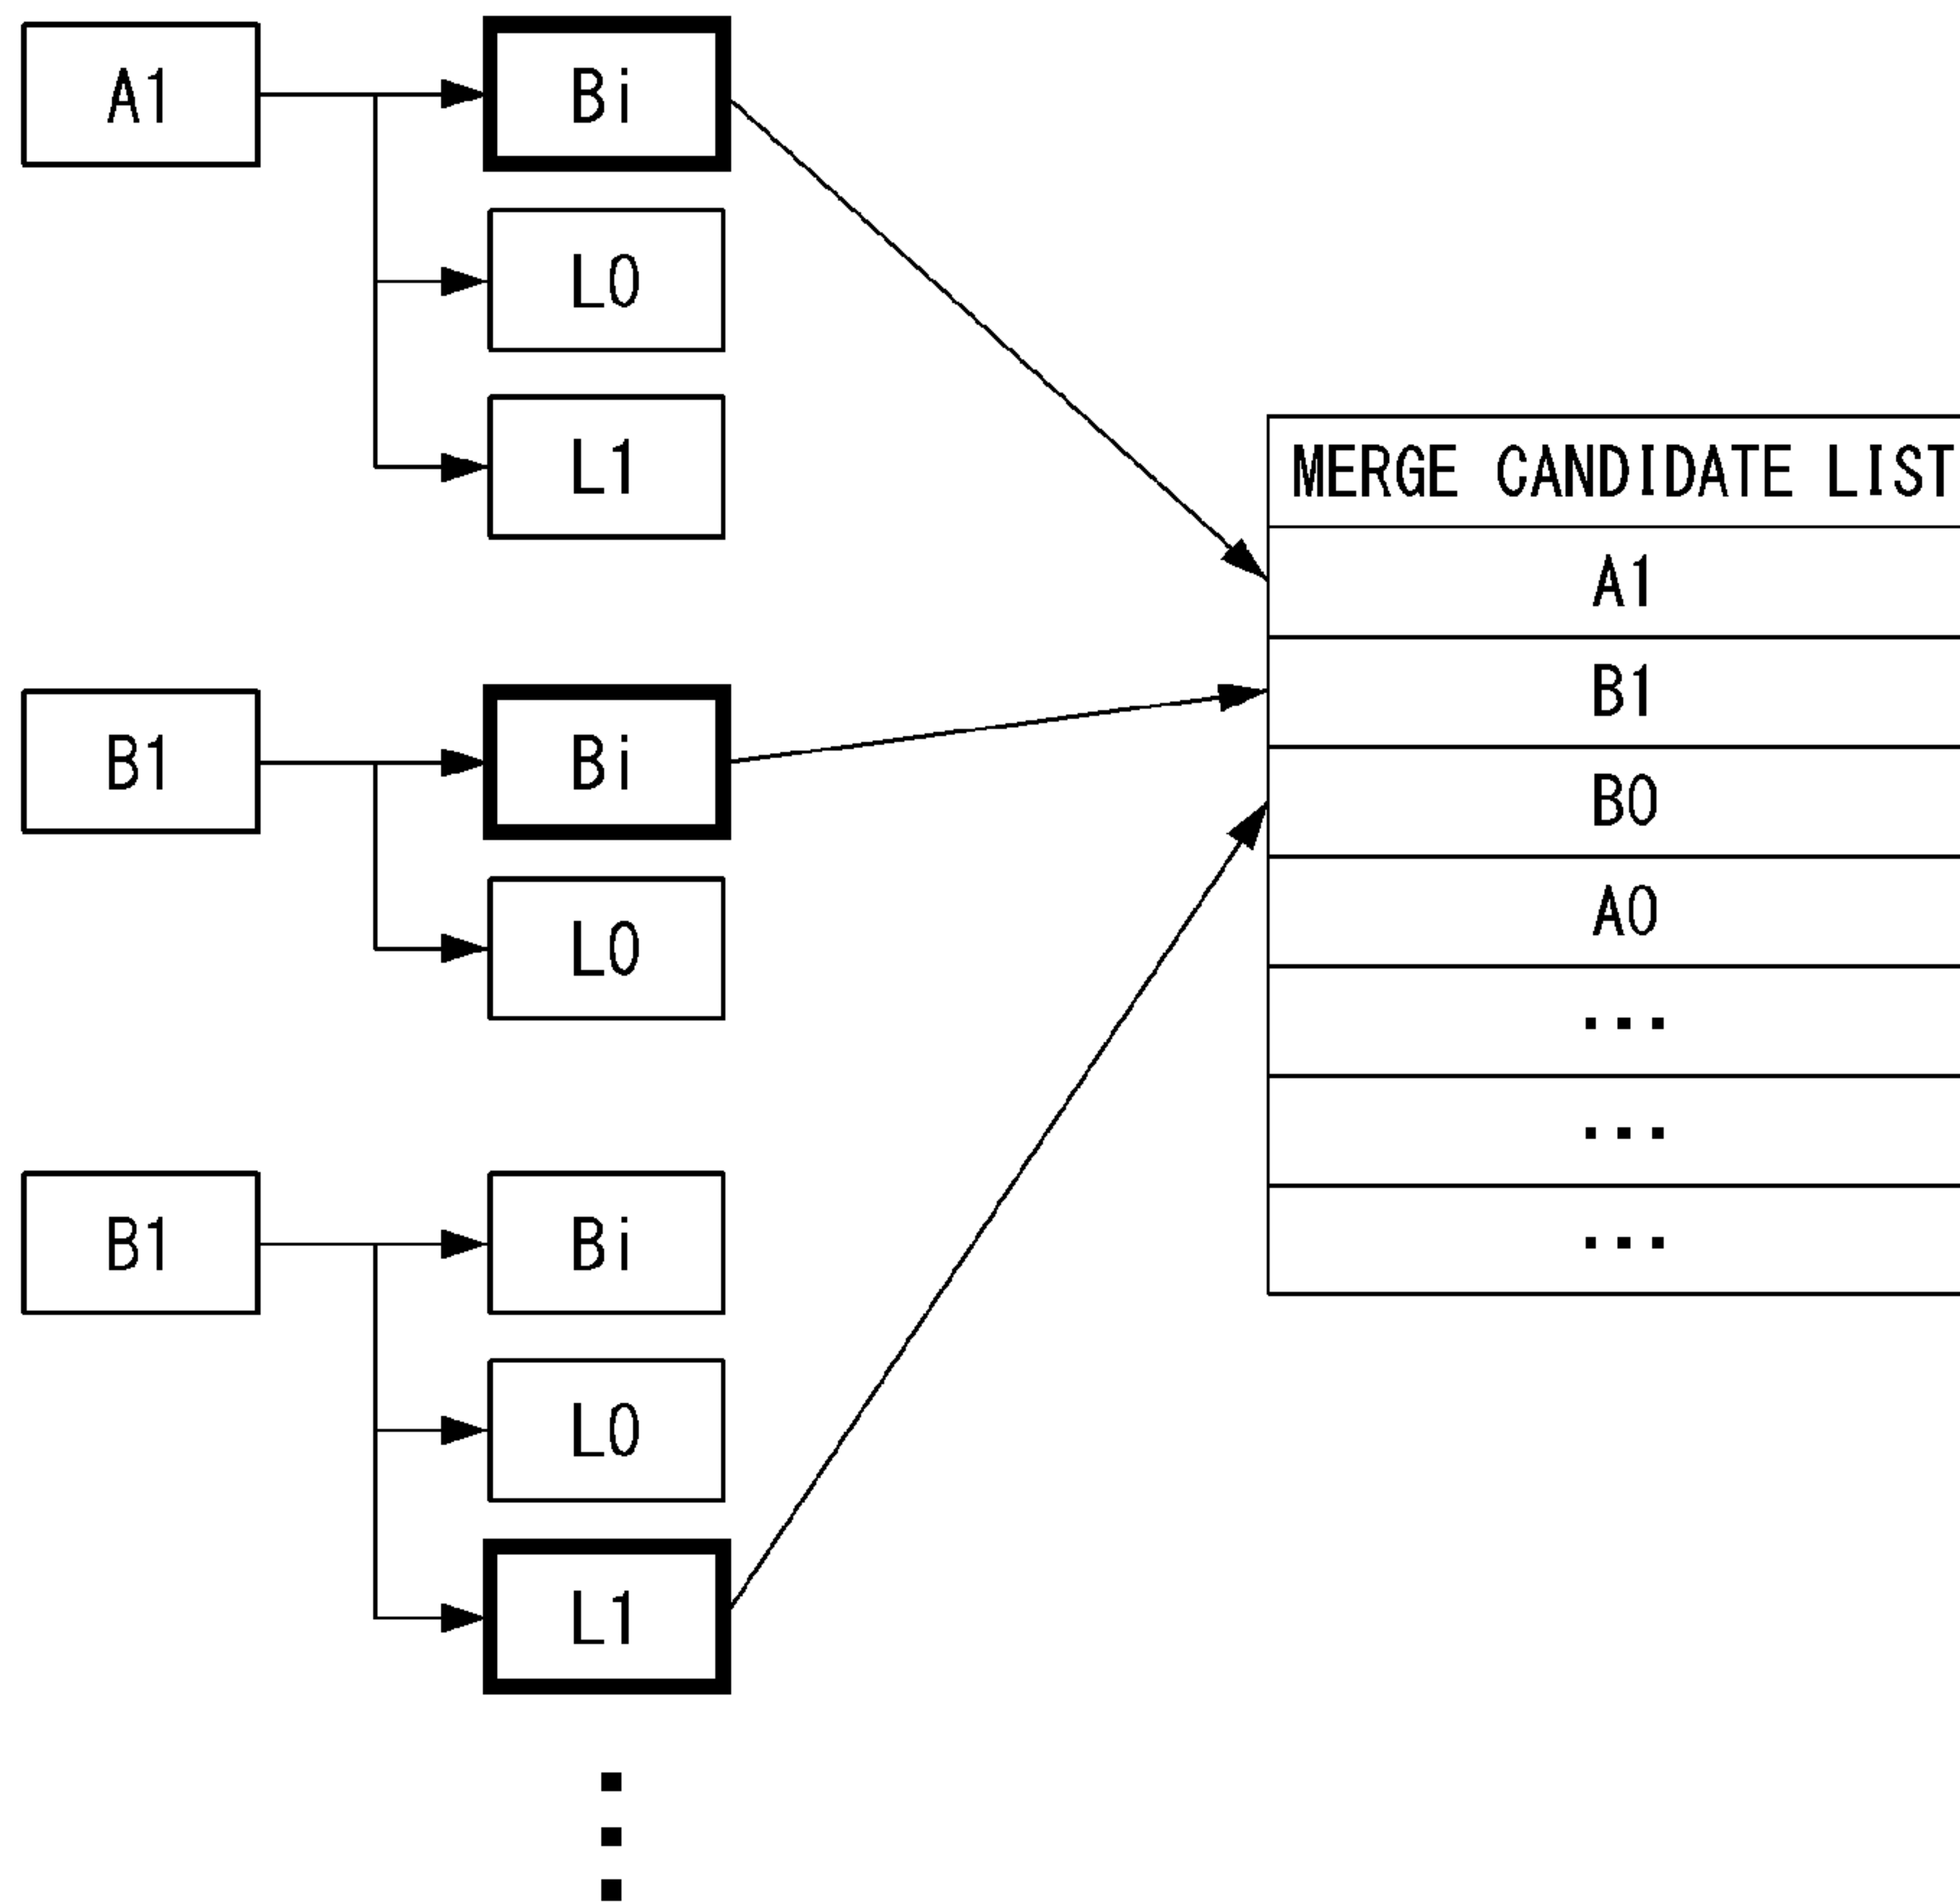 A1
Bi
L0
L1
B1
Bi
L0
B1
Bi
L0
L1
MERGE CANDIDATE LIST
A1
B1
B0
A0
...
...
...